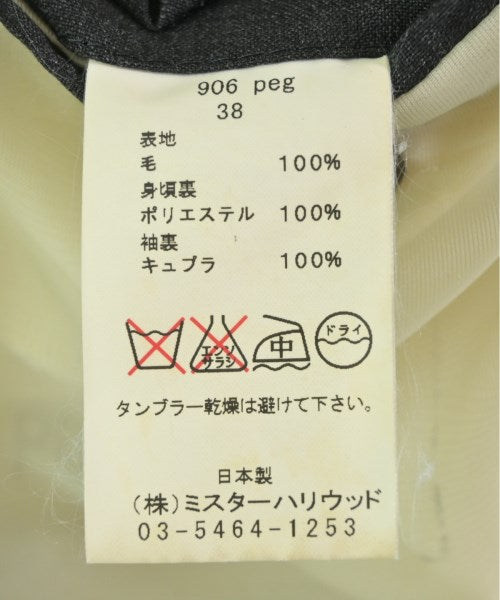 906 peg
38
表地
毛 100%
身頃裏
ポリエステル 100%
袖裏
キュプラ 100%
エンソ 中 ドライ
サラシ
タンブラー乾燥は避けて下さい。
日本製
(株)ミスターハリウッド
03-5464-1253